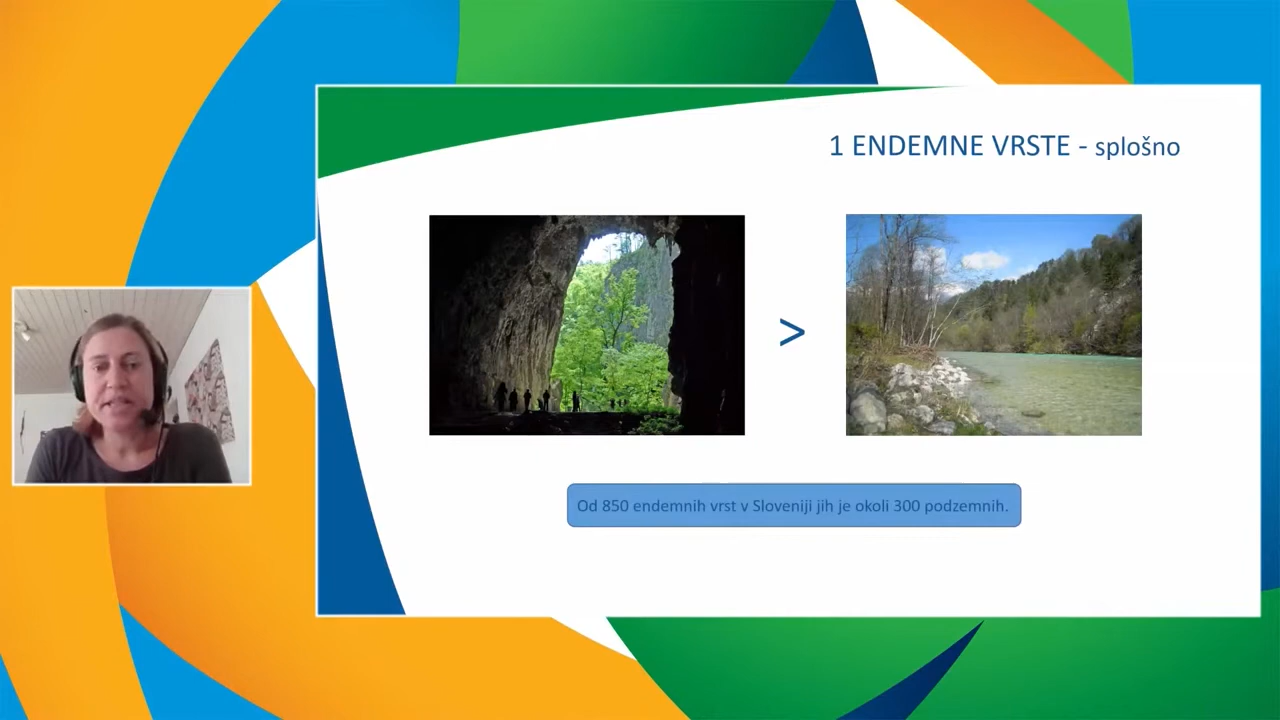 1 ENDEMNE VRSTE - splošno
>
Od 850 endemnih vrst v Sloveniji jih je okoli 300 podzemnih.